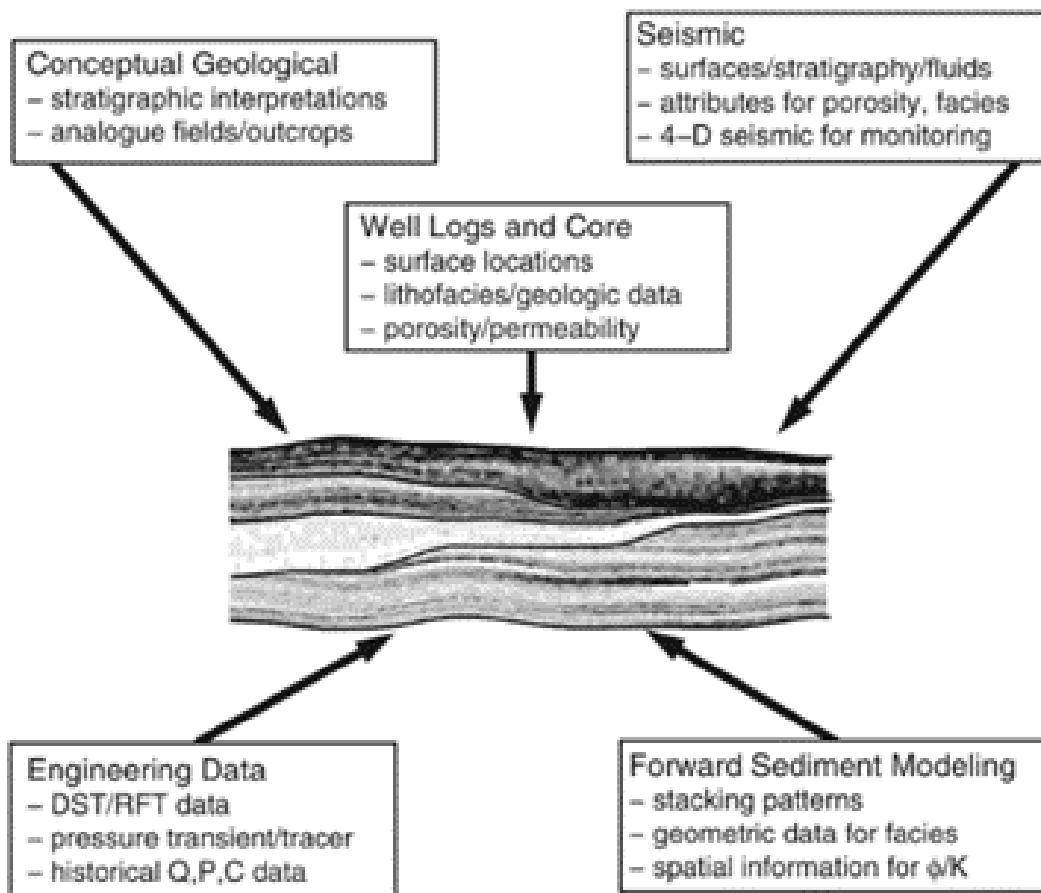 Conceptual Geological
– stratigraphic interpretations
– analogue fields/outcrops
Seismic
– surfaces/stratigraphy/fluids
– attributes for porosity, facies
– 4–D seismic for monitoring
Well Logs and Core
– surface locations
– lithofacies/geologic data
– porosity/permeability
Engineering Data
– DST/RFT data
– pressure transient/tracer
– historical Q,P,C data
Forward Sediment Modeling
– stacking patterns
– geometric data for facies
– spatial information for ϕ/K